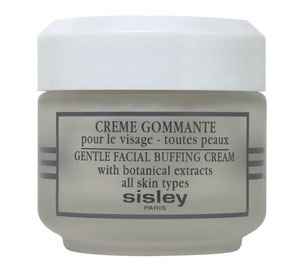 CREME GOMMANTE
pour le visage - toutes peaux
GENTLE FACIAL BUFFING CREAM
with botanical extracts
all skin types
sisley
PARIS